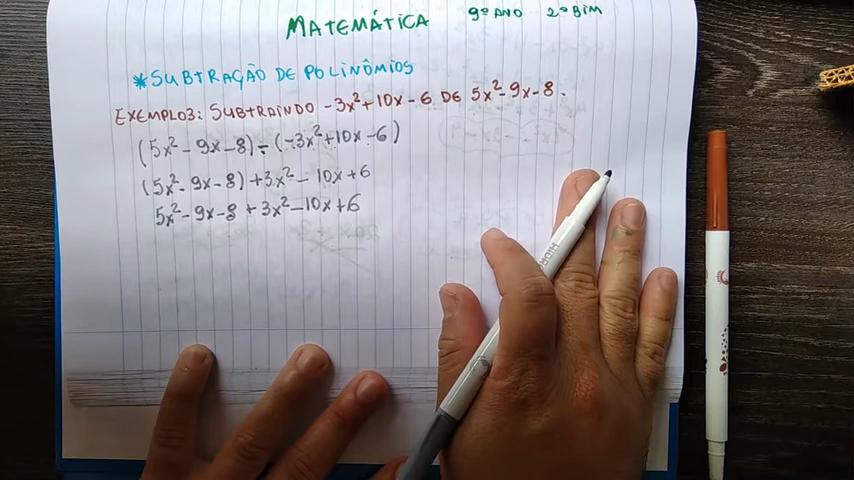 MATEMÁTICA 9º ANO 2º BIM
*SUBTRAÇÃO DE POLINÔMIOS
EXEMPLO3: SUBTRAINDO -3x²+10x-6 DE 5x²-9x-8.
(5x²-9x-8)-(-3x²+10x-6)
(5x²-9x-8)+3x²-10x+6
5x²-9x-8+3x²-10x+6